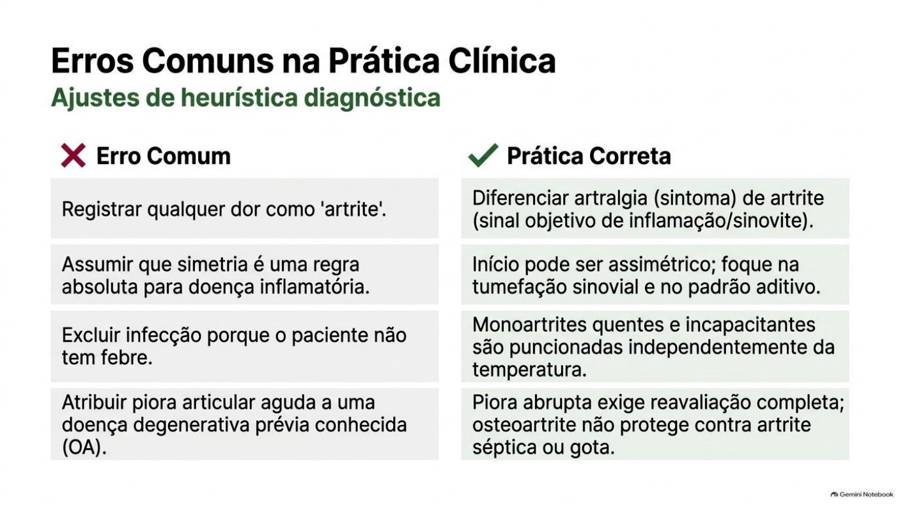 Erros Comuns na Prática Clínica
Ajustes de heurística diagnóstica
Erro Comum
Prática Correta
Registrar qualquer dor como 'artrite'.
Diferenciar artralgia (sintoma) de artrite
(sinal objetivo de inflamação/sinovite).
Assumir que simetria é uma regra
absoluta para doença inflamatória.
Início pode ser assimétrico; foque na
tumefação sinovial e no padrão aditivo.
Excluir infecção porque o paciente não
tem febre.
Monoartrites quentes e incapacitantes
são puncionadas independentemente da
temperatura.
Atribuir piora articular aguda a uma
doença degenerativa prévia conhecida
(OA).
Piora abrupta exige reavaliação completa;
osteoartrite não protege contra artrite
séptica ou gota.
Gemini Notebook